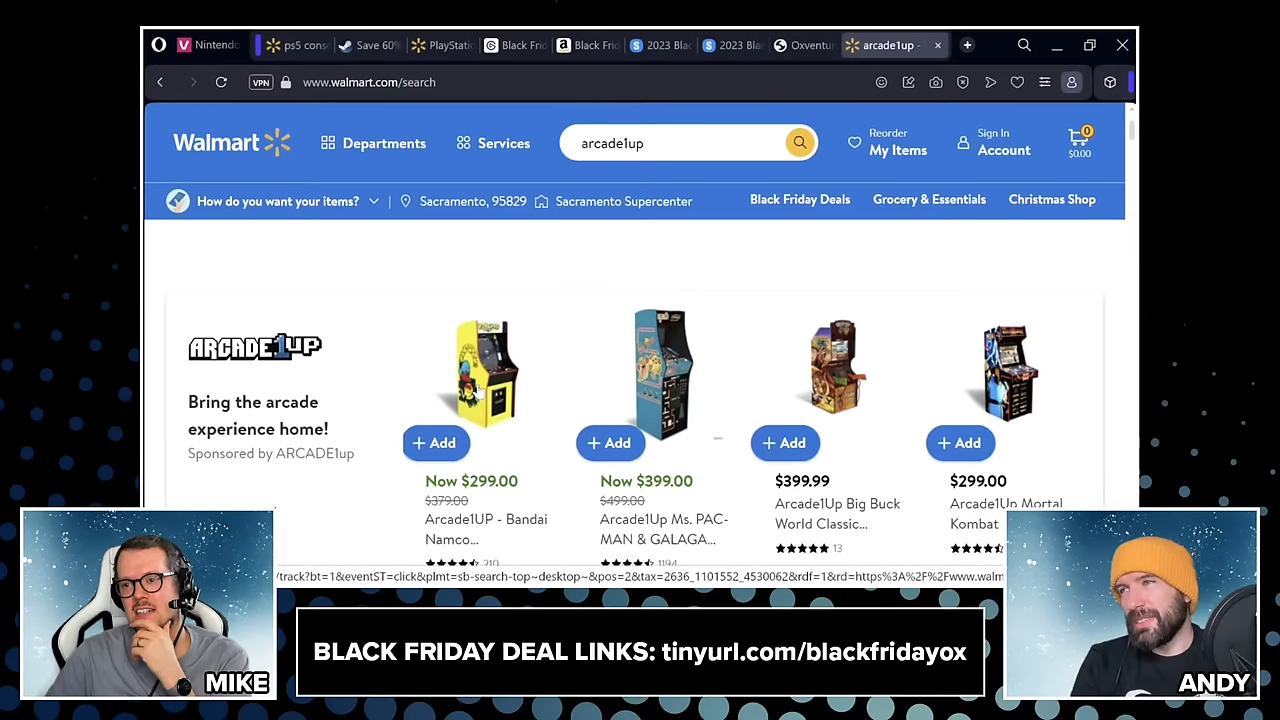 Nintendo
ps5 cons
Save 60%
PlayStatic
Black Frid
Black Frid
2023 Bla
2023 Bla
Oxventur
arcade1up -
VPN
www.walmart.com/search
Walmart
Departments
Services
arcade1up
Reorder
My Items
Sign In
Account
0
$0.00
How do you want your items?
Sacramento, 95829
Sacramento Supercenter
Black Friday Deals
Grocery & Essentials
Christmas Shop
ARCADE1UP
Bring the arcade
experience home!
Sponsored by ARCADE1up
+ Add
+ Add
+ Add
+ Add
Now $299.00
$379.00
Arcade1UP - Bandai
Namco...
210
Now $399.00
$499.00
Arcade1Up Ms. PAC-
MAN & GALAGA...
1194
$399.99
Arcade1Up Big Buck
World Classic...
13
$299.00
Arcade1Up Mortal
Kombat
/track?bt=1&eventST=click&plmt=sb-search-top~desktop~&pos=2&tax=2636_1101552_4530062&rdf=1&rd=https%3A%2F%2Fwww.walm
BLACK FRIDAY DEAL LINKS: tinyurl.com/blackfridayox
MIKE
ANDY